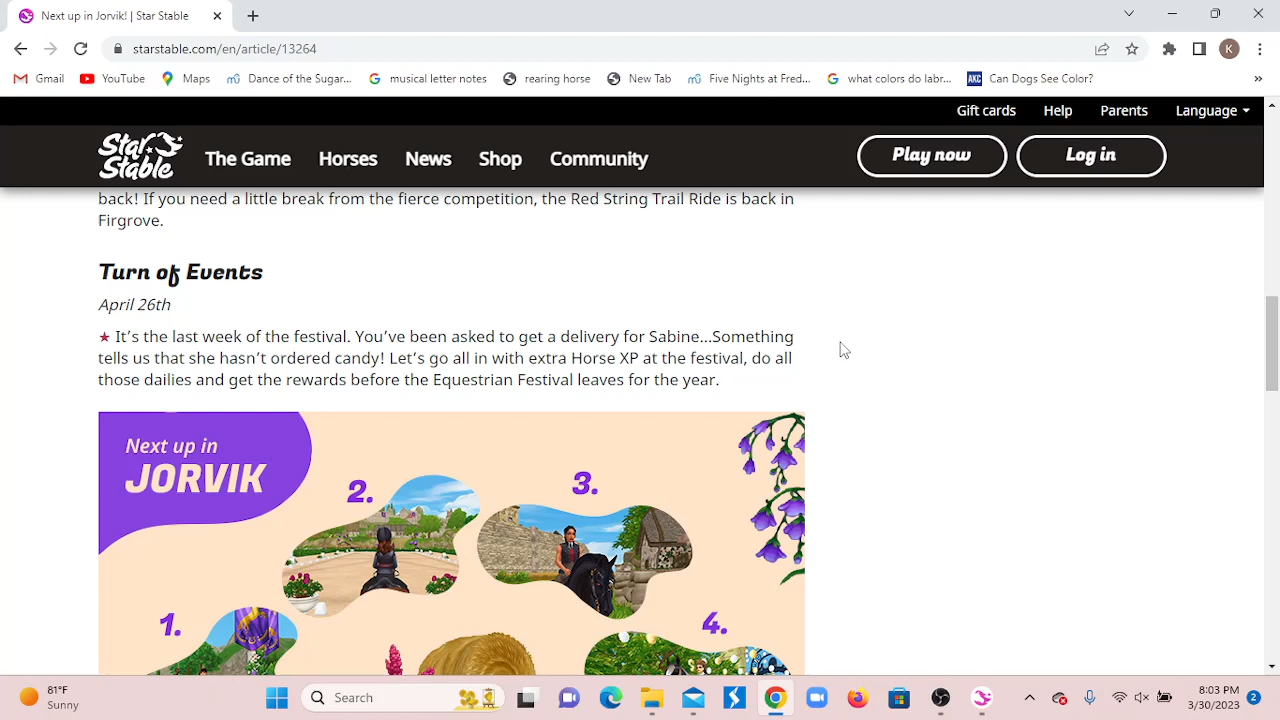 Next up in Jorvik! | Star Stable
starstable.com/en/article/13264
K
Gmail
YouTube
Maps
Dance of the Sugar...
musical letter notes
rearing horse
New Tab
Five Nights at Fred...
what colors do labr...
AKC
Can Dogs See Color?
»
Gift cards
Help
Parents
Language
Star Stable
The Game
Horses
News
Shop
Community
Play now
Log in
back! If you need a little break from the fierce competition, the Red String Trail Ride is back in
Firgrove.
Turn of Events
April 26th
★ It’s the last week of the festival. You’ve been asked to get a delivery for Sabine...Something
tells us that she hasn’t ordered candy! Let’s go all in with extra Horse XP at the festival, do all
those dailies and get the rewards before the Equestrian Festival leaves for the year.
Next up in
JORVIK
2.
3.
1.
4.
81°F
Sunny
Search
8:03 PM
3/30/2023
2